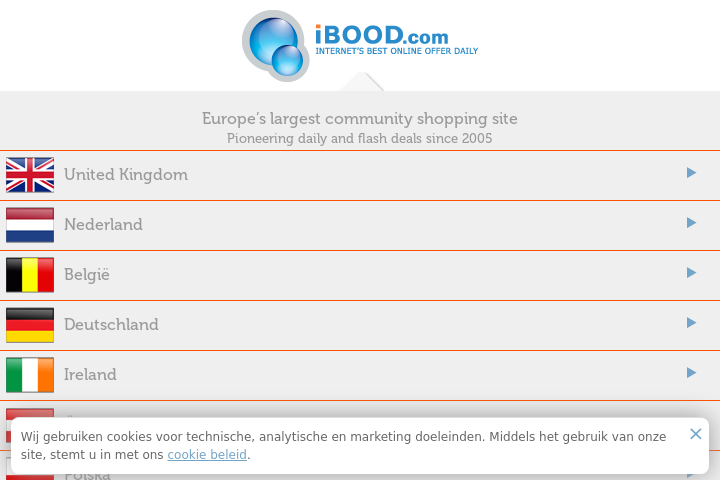 iBOOD.com
INTERNET'S BEST ONLINE OFFER DAILY
Europe's largest community shopping site
Pioneering daily and flash deals since 2005
United Kingdom
Nederland
België
Deutschland
Ireland
Wij gebruiken cookies voor technische, analytische en marketing doeleinden. Middels het gebruik van onze
site, stemt u in met ons cookie beleid.
Polska